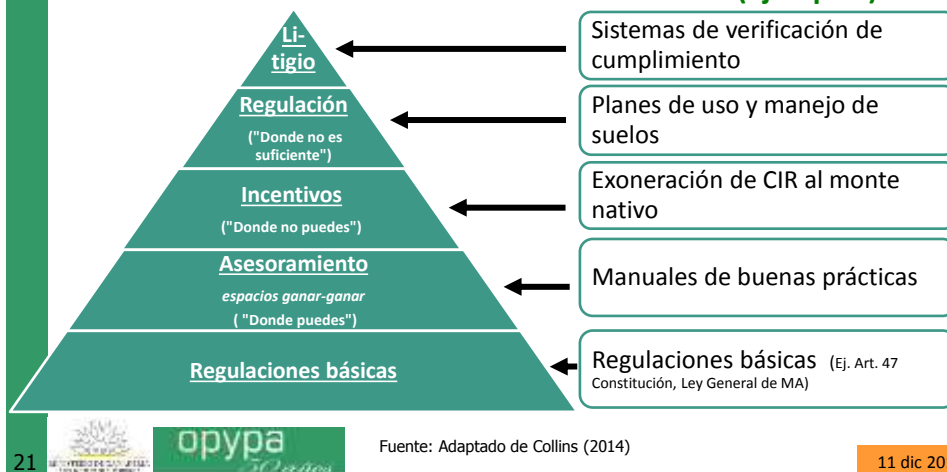 Li-
tigio
Sistemas de verificación de
cumplimiento
Regulación
("Donde no es
suficiente")
Planes de uso y manejo de
suelos
Incentivos
("Donde no puedes")
Exoneración de CIR al monte
nativo
Asesoramiento
espacios ganar-ganar
( "Donde puedes")
Manuales de buenas prácticas
Regulaciones básicas
Regulaciones básicas (Ej. Art. 47
Constitución, Ley General de MA)
21
opypa
50 años
Fuente: Adaptado de Collins (2014)
11 dic 20